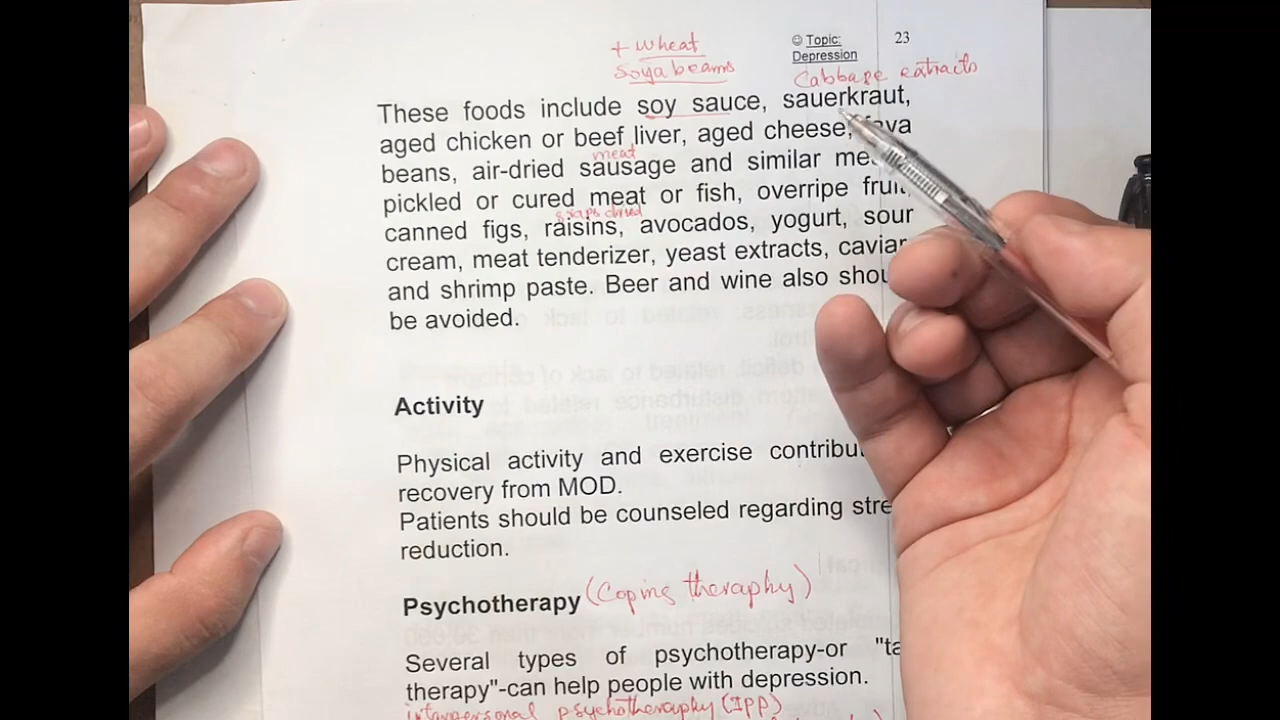 + wheat
Soya beams
☺ Topic: 23
Depression
Cabbage extracts
These foods include soy sauce, sauerkraut,
aged chicken or beef liver, aged cheese,
beans, air-dried sausage and similar
meat
pickled or cured meat or fish, overripe
canned figs, raisins, avocados, yogurt, sour
dried
cream, meat tenderizer, yeast extracts, caviar
and shrimp paste. Beer and wine also
be avoided.
Activity
Physical activity and exercise
recovery from MOD.
Patients should be counseled regarding
reduction.
Psychotherapy (Coping theraphy)
Several types of psychotherapy-or
therapy"-can help people with depression.
interpersonal psychotheraphy (IPP)